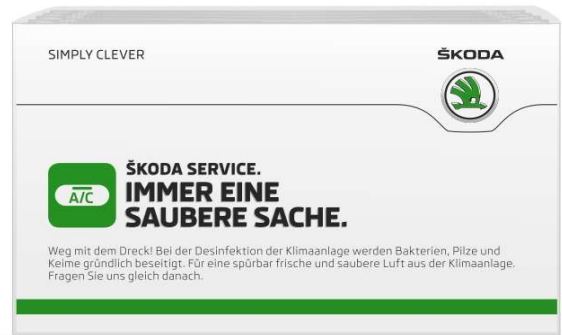 SIMPLY CLEVER
ŠKODA
A/C
ŠKODA SERVICE.
IMMER EINE
SAUBERE SACHE.
Weg mit dem Dreck! Bei der Desinfektion der Klimaanlage werden Bakterien, Pilze und
Keime gründlich beseitigt. Für eine spürbar frische und saubere Luft aus der Klimaanlage.
Fragen Sie uns gleich danach.